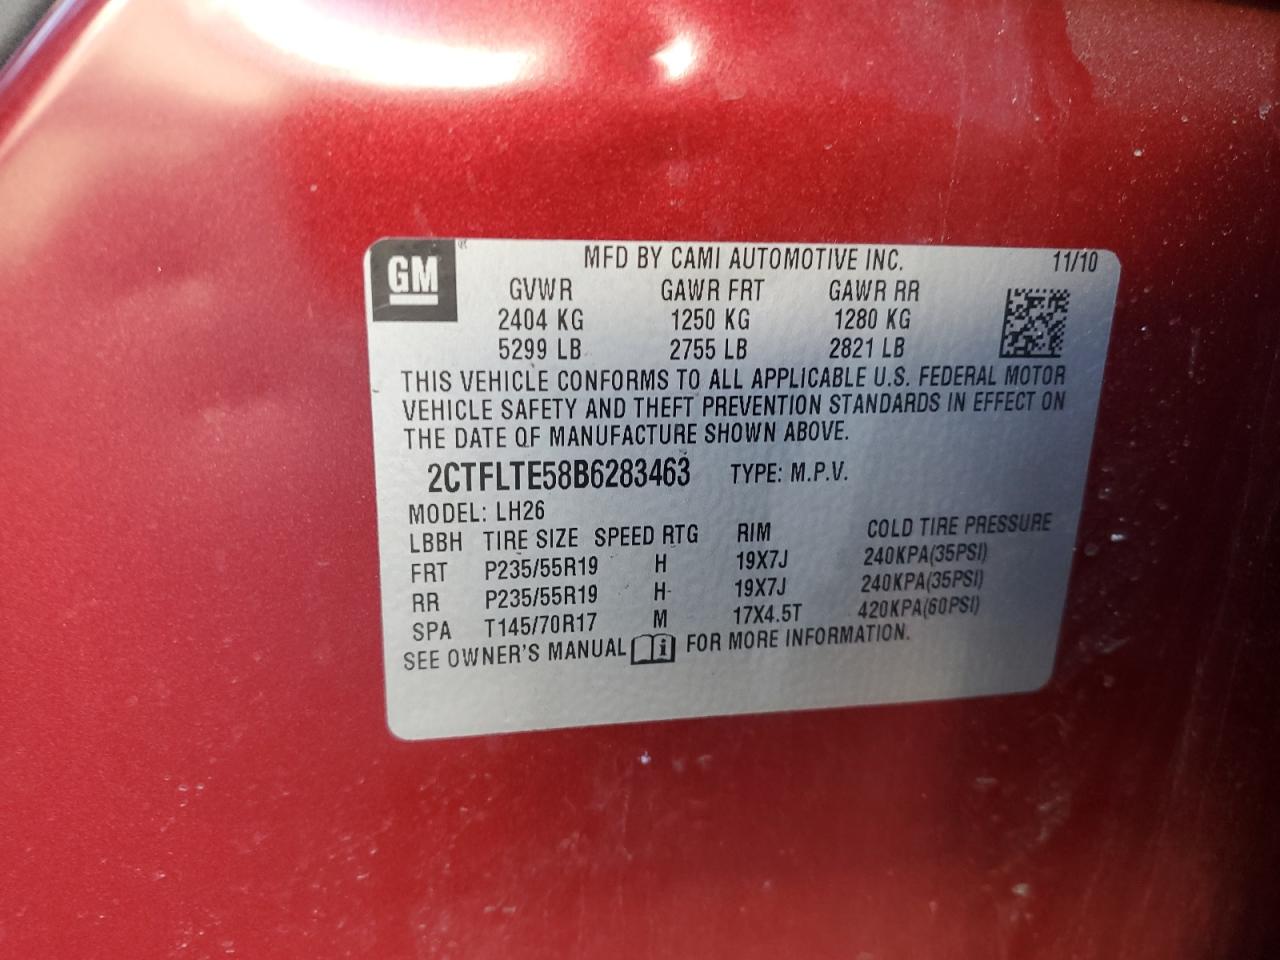 GM ®
MFD BY CAMI AUTOMOTIVE INC. 11/10
GVWR GAWR FRT GAWR RR
2404 KG 1250 KG 1280 KG
5299 LB 2755 LB 2821 LB
THIS VEHICLE CONFORMS TO ALL APPLICABLE U.S. FEDERAL MOTOR
VEHICLE SAFETY AND THEFT PREVENTION STANDARDS IN EFFECT ON
THE DATE OF MANUFACTURE SHOWN ABOVE.
2CTFLTE58B6283463 TYPE: M.P.V.
MODEL: LH26
LBBH TIRE SIZE SPEED RTG RIM COLD TIRE PRESSURE
FRT P235/55R19 H 19X7J 240KPA(35PSI)
RR P235/55R19 H 19X7J 240KPA(35PSI)
SPA T145/70R17 M 17X4.5T 420KPA(60PSI)
SEE OWNER'S MANUAL i FOR MORE INFORMATION.